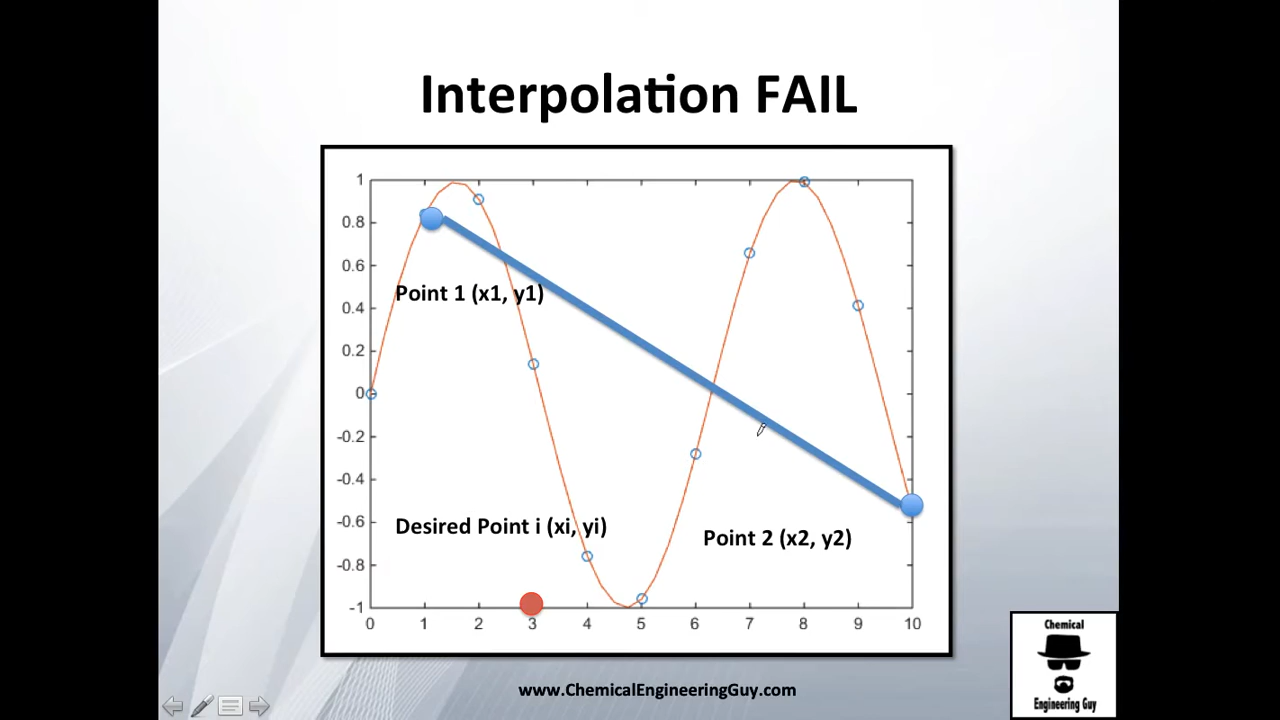 Interpolation FAIL
1
0.8
0.6
Point 1 (x1, y1)
0.4
0.2
0
-0.2
-0.4
-0.6
Desired Point i (xi, yi)
Point 2 (x2, y2)
-0.8
-1
0 1 2 3 4 5 6 7 8 9 10
www.ChemicalEngineeringGuy.com
Chemical
Engineering Guy